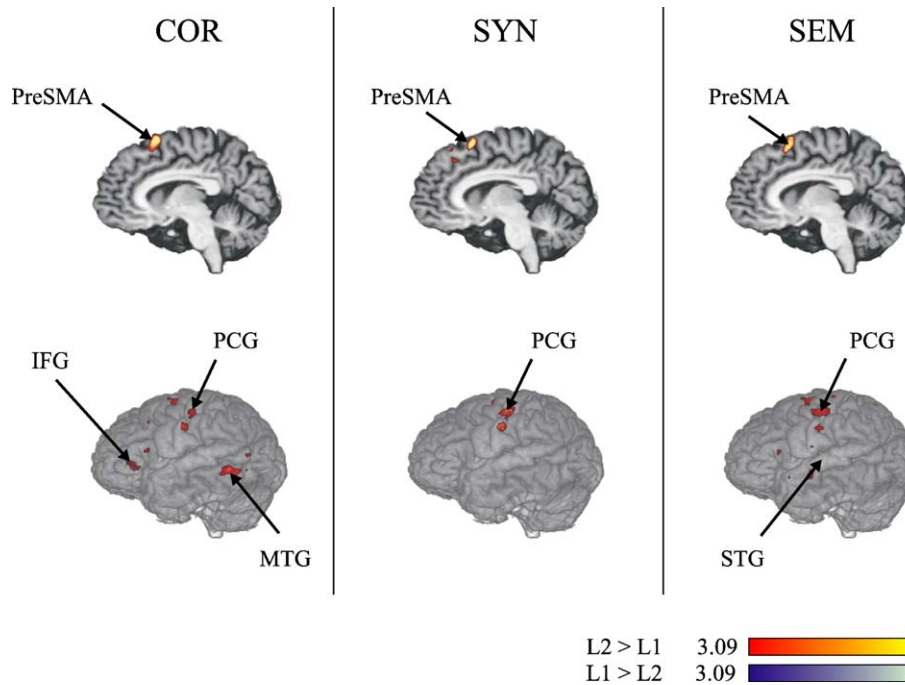 COR SYN SEM
PreSMA PreSMA PreSMA
IFG PCG PCG PCG
MTG STG
L2 > L1 3.09
L1 > L2 3.09